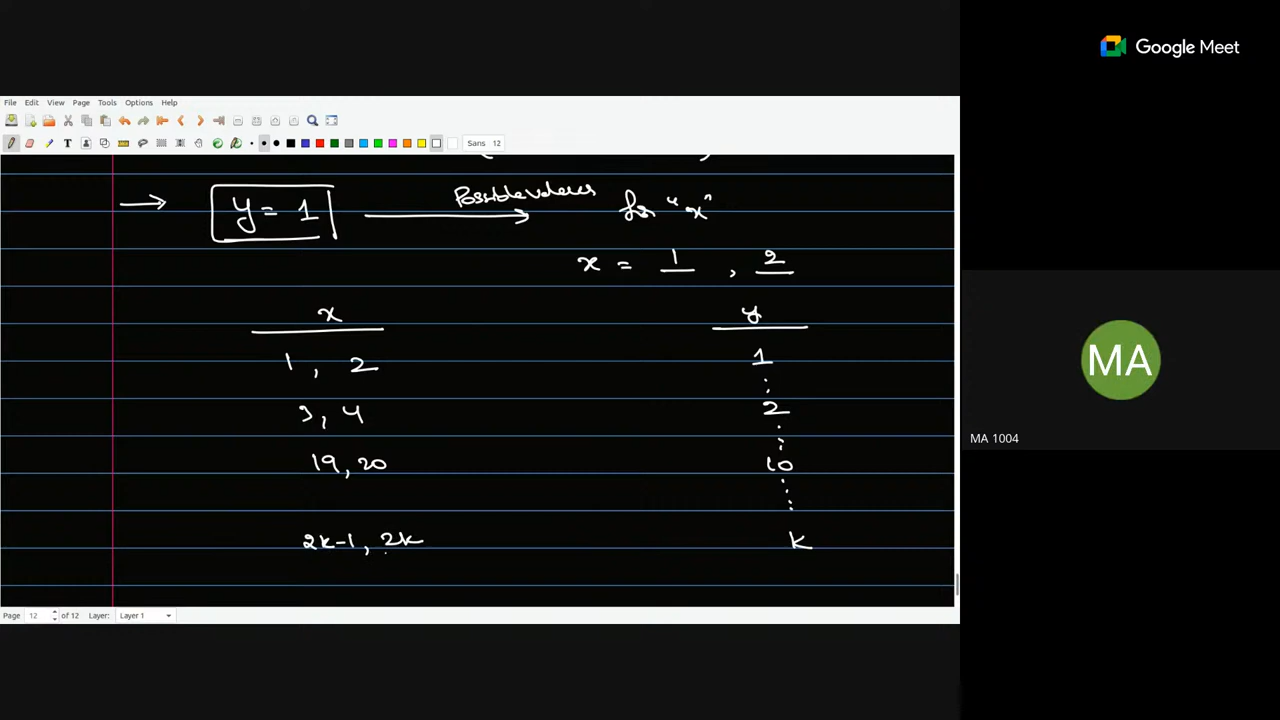 Google Meet
File Edit View Page Tools Options Help
Sans 12
→ y = 1 Possible values for "x"
x = 1 , 2
x y
1 , 2 1
3 , 4 2
19 , 20 10
2k-1 , 2k k
MA
MA 1004
Page 12 of 12 Layer: Layer 1